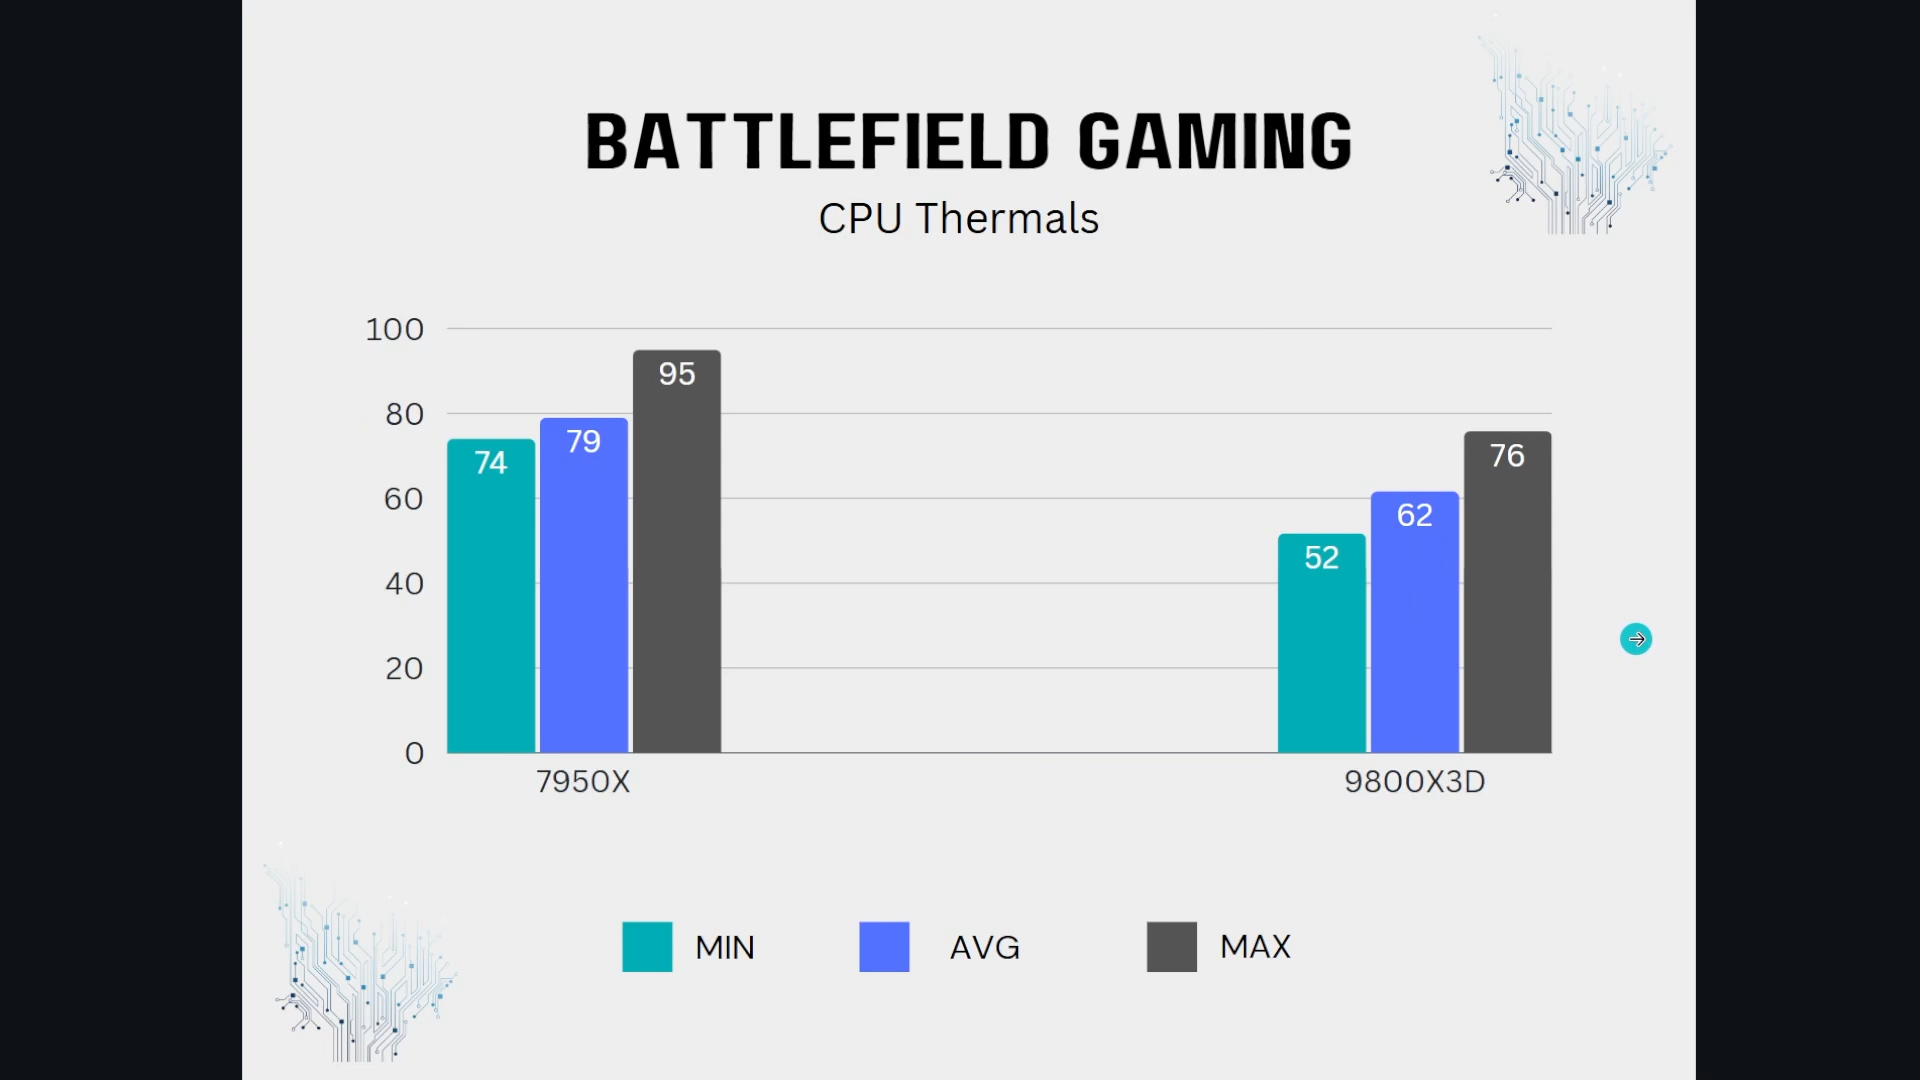 BATTLEFIELD GAMING
CPU Thermals
100
80
60
40
20
0
74
79
95
52
62
76
7950X
9800X3D
MIN
AVG
MAX